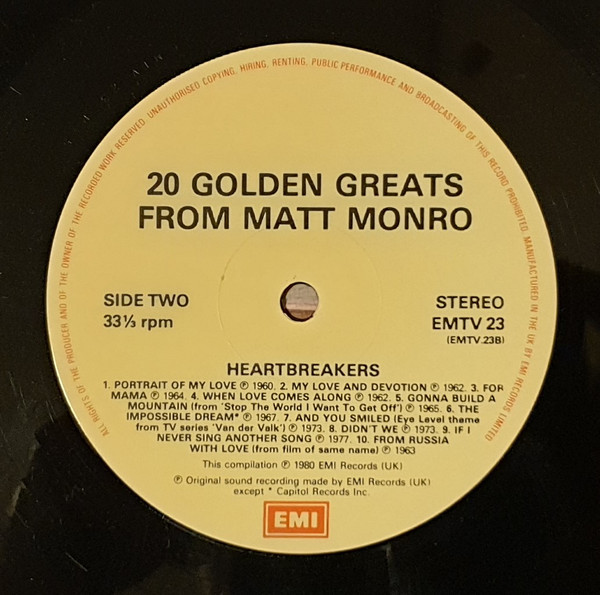 ALL RIGHTS OF THE PRODUCER AND OF THE OWNER OF THE RECORDED WORK RESERVED. UNAUTHORISED COPYING, HIRING, RENTING, PUBLIC PERFORMANCE AND BROADCASTING OF THIS RECORD PROHIBITED. MANUFACTURED IN THE UK BY EMI RECORDS LIMITED
20 GOLDEN GREATS
FROM MATT MONRO
SIDE TWO
33⅓ rpm
STEREO
EMTV 23
(EMTV.23B)
HEARTBREAKERS
1. PORTRAIT OF MY LOVE ℗ 1960. 2. MY LOVE AND DEVOTION ℗ 1962. 3. FOR
MAMA ℗ 1964. 4. WHEN LOVE COMES ALONG ℗ 1962. 5. GONNA BUILD A
MOUNTAIN (from 'Stop The World I Want To Get Off') ℗ 1965. 6. THE
IMPOSSIBLE DREAM* ℗ 1967. 7. AND YOU SMILED (Eye Level theme
from TV series 'Van der Valk') ℗ 1973. 8. DIDN'T WE ℗ 1973. 9. IF I
NEVER SING ANOTHER SONG ℗ 1977. 10. FROM RUSSIA
WITH LOVE (from film of same name) ℗ 1963
This compilation ℗ 1980 EMI Records (UK)
℗ Original sound recording made by EMI Records (UK)
except * Capitol Records Inc.
EMI